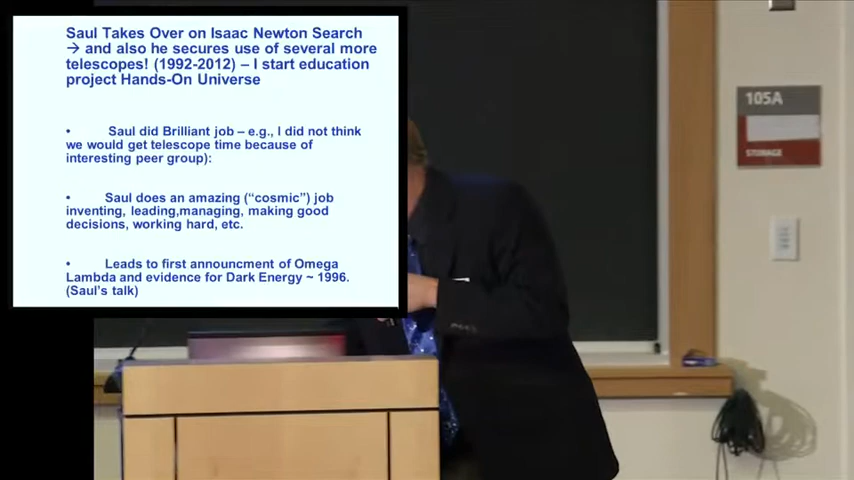 Saul Takes Over on Isaac Newton Search
→ and also he secures use of several more
telescopes! (1992-2012) – I start education
project Hands-On Universe
• Saul did Brilliant job – e.g., I did not think
we would get telescope time because of
interesting peer group):
• Saul does an amazing (“cosmic”) job
inventing, leading,managing, making good
decisions, working hard, etc.
• Leads to first announcment of Omega
Lambda and evidence for Dark Energy ~ 1996.
(Saul’s talk)
105A
STORAGE